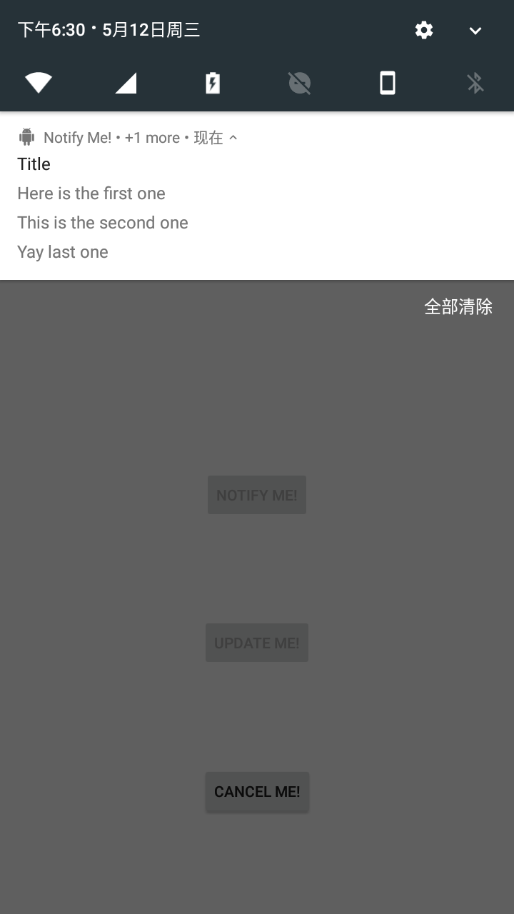 下午6:30 • 5月12日周三
Notify Me! • +1 more • 现在
Title
Here is the first one
This is the second one
Yay last one
全部清除
NOTIFY ME!
UPDATE ME!
CANCEL ME!